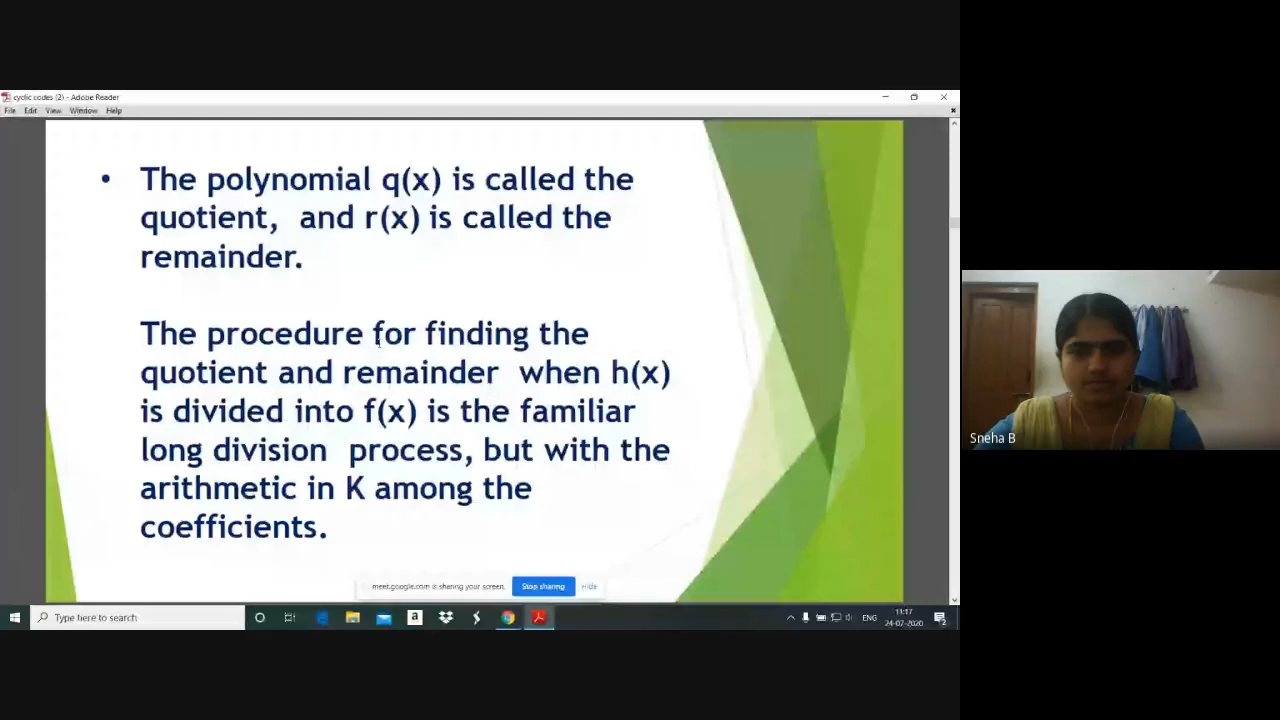 cyclic codes (2) - Adobe Reader
File Edit View Window Help
• The polynomial q(x) is called the
quotient, and r(x) is called the
remainder.
The procedure for finding the
quotient and remainder when h(x)
is divided into f(x) is the familiar
long division process, but with the
arithmetic in K among the
coefficients.
Sneha B
meet.google.com is sharing your screen. Stop sharing Hide
Type here to search
ENG
11:17
24-07-2020